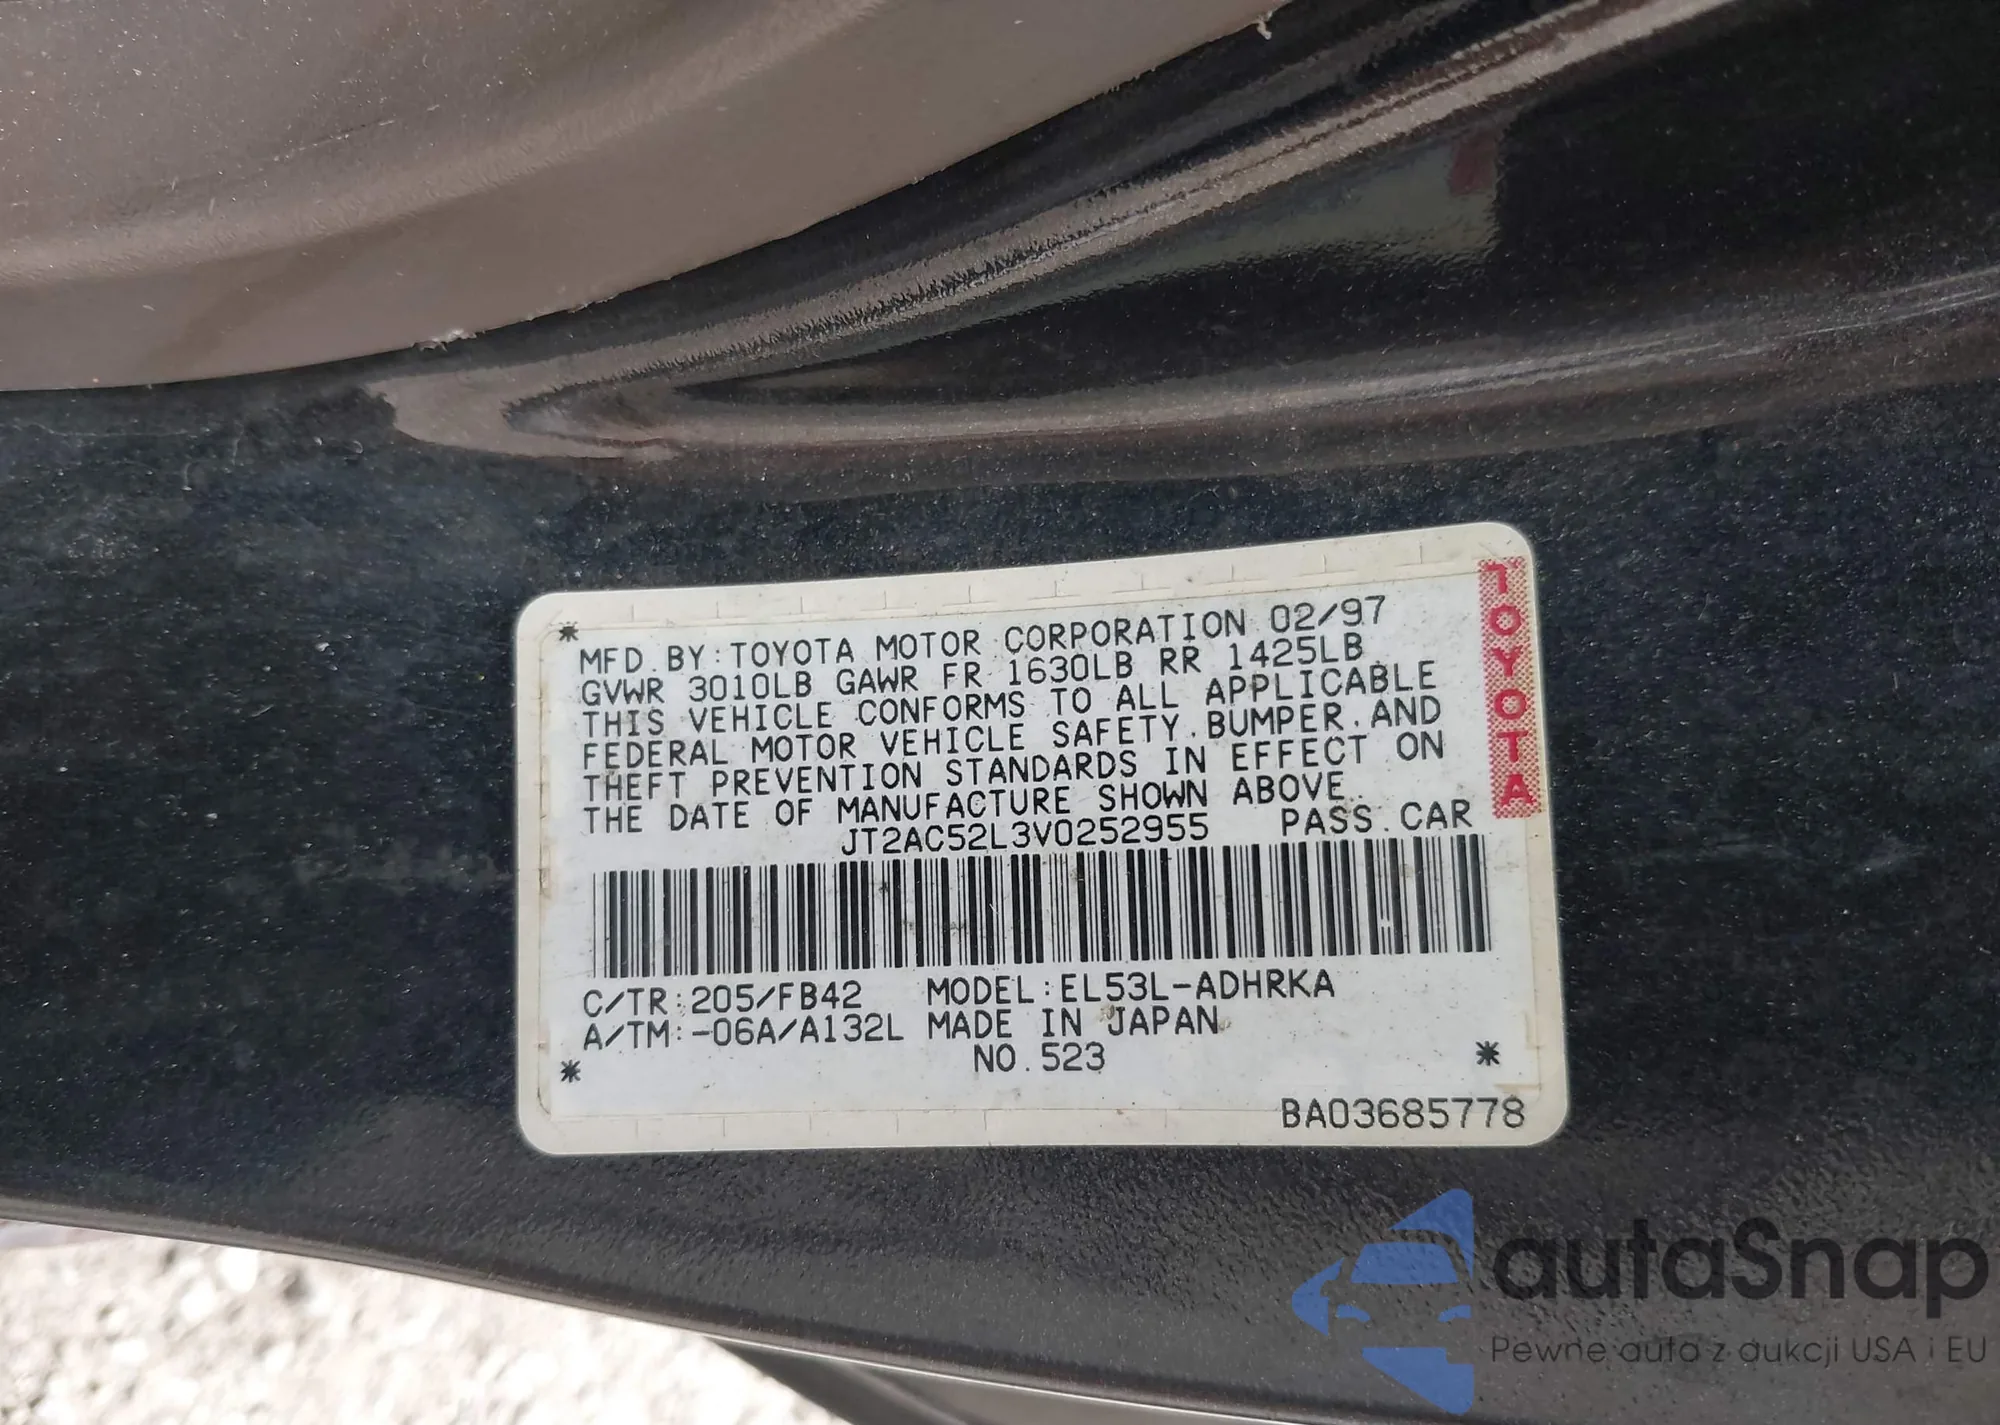 MFD. BY: TOYOTA MOTOR CORPORATION 02/97
GVWR 3010LB GAWR FR 1630LB RR 1425LB
THIS VEHICLE CONFORMS TO ALL APPLICABLE
FEDERAL MOTOR VEHICLE SAFETY, BUMPER, AND
THEFT PREVENTION STANDARDS IN EFFECT ON
THE DATE OF MANUFACTURE SHOWN ABOVE.
JT2AC52L3V0252955 PASS. CAR
TOYOTA
C/TR: 205/FB42 MODEL: EL53L-ADHRKA
A/TM: -06A/A132L MADE IN JAPAN
NO. 523
BA03685778
autaSnap
Pewne auta z aukcji USA i EU